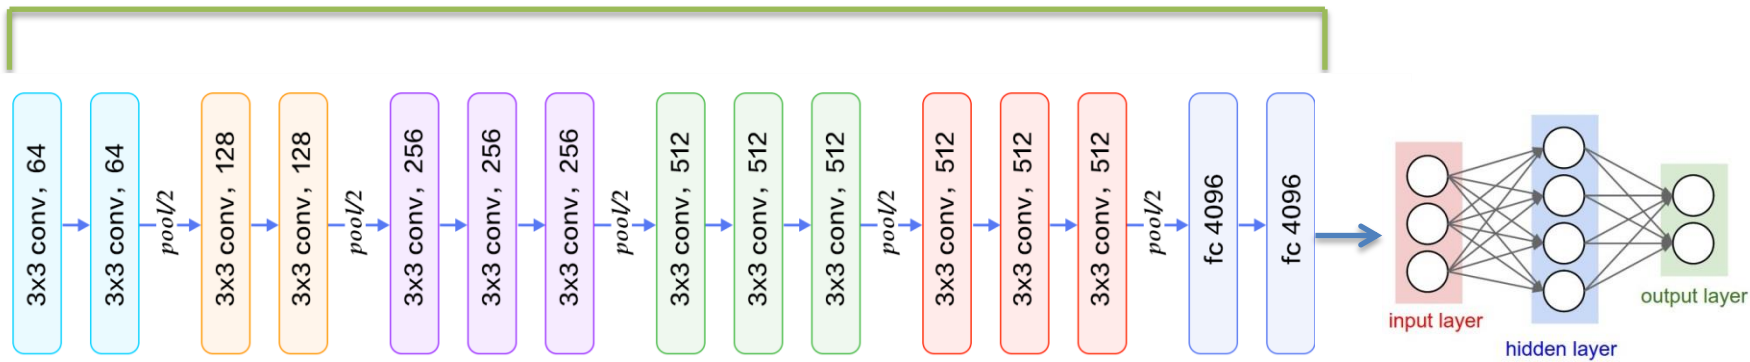 3x3 conv, 64
3x3 conv, 64
pool/2
3x3 conv, 128
3x3 conv, 128
pool/2
3x3 conv, 256
3x3 conv, 256
3x3 conv, 256
pool/2
3x3 conv, 512
3x3 conv, 512
3x3 conv, 512
pool/2
3x3 conv, 512
3x3 conv, 512
3x3 conv, 512
pool/2
fc 4096
fc 4096
input layer
hidden layer
output layer